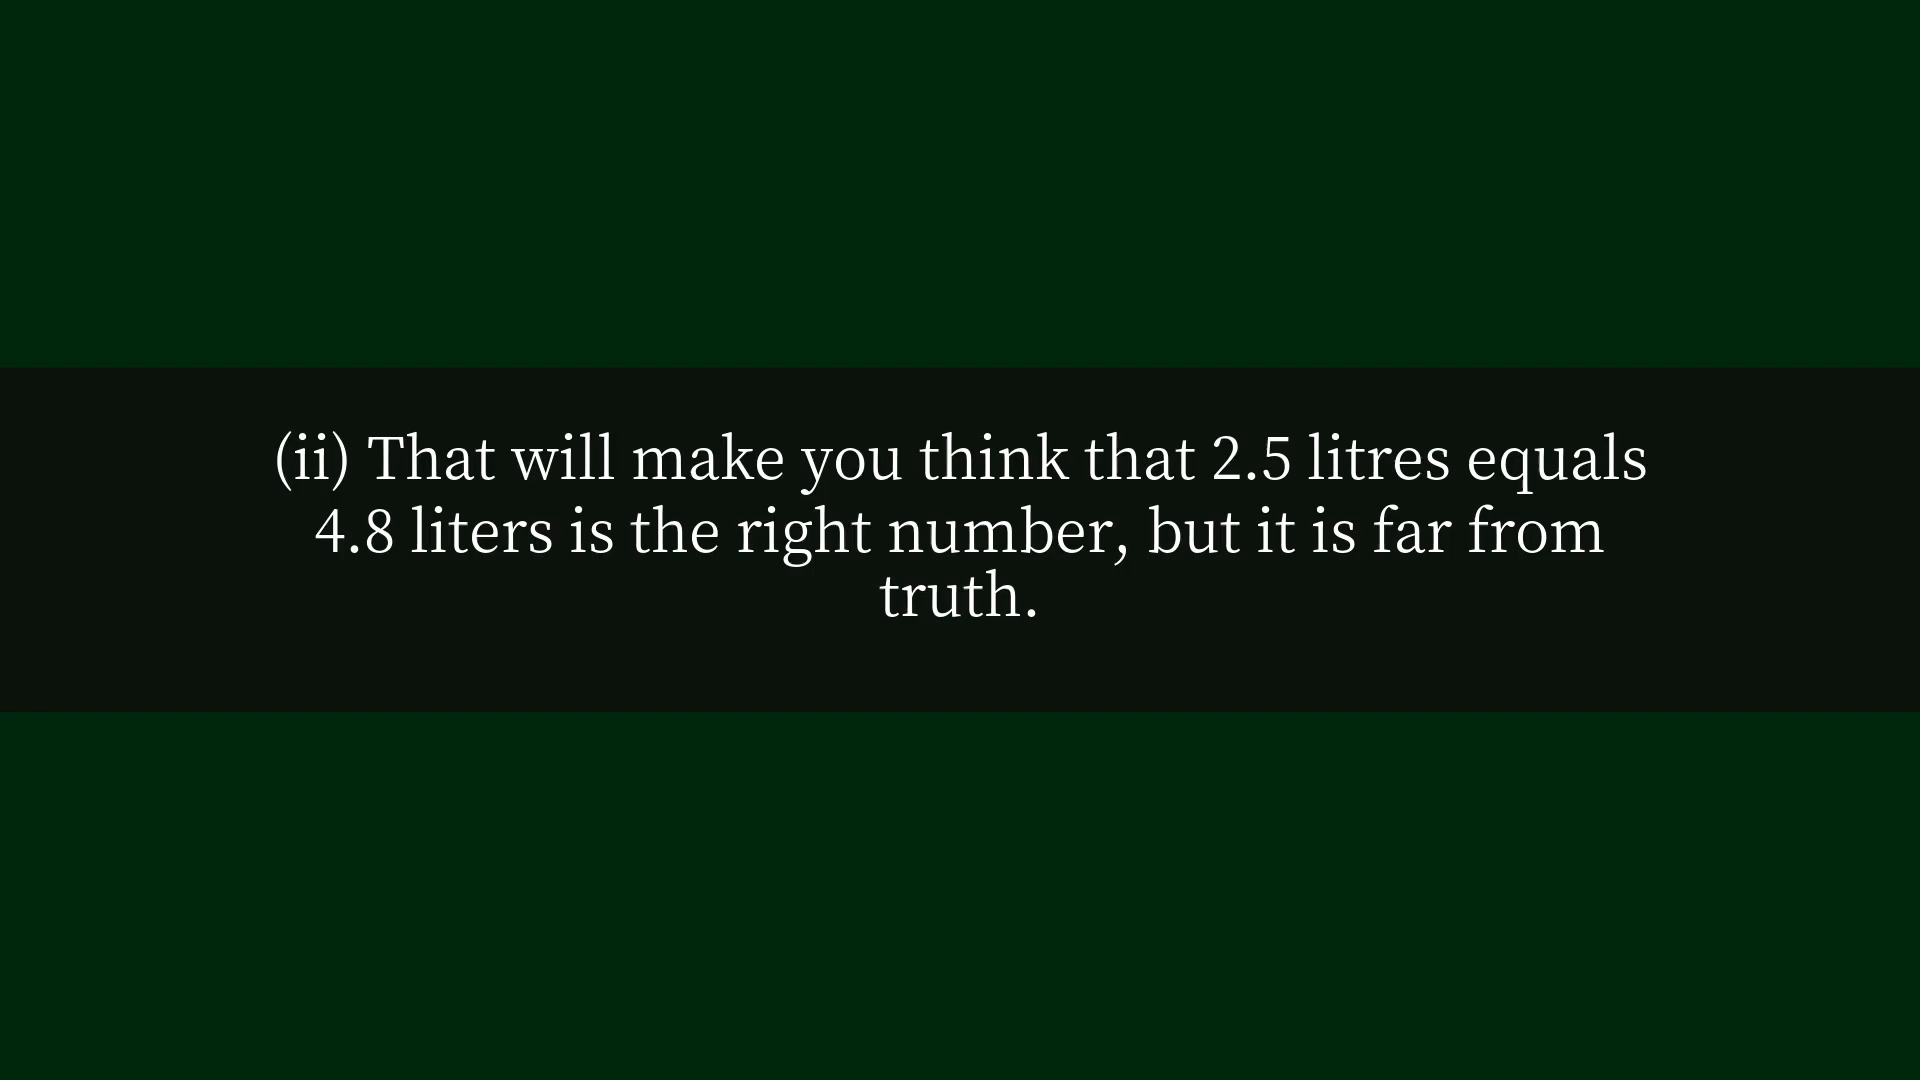 (ii) That will make you think that 2.5 litres equals
4.8 liters is the right number, but it is far from
truth.